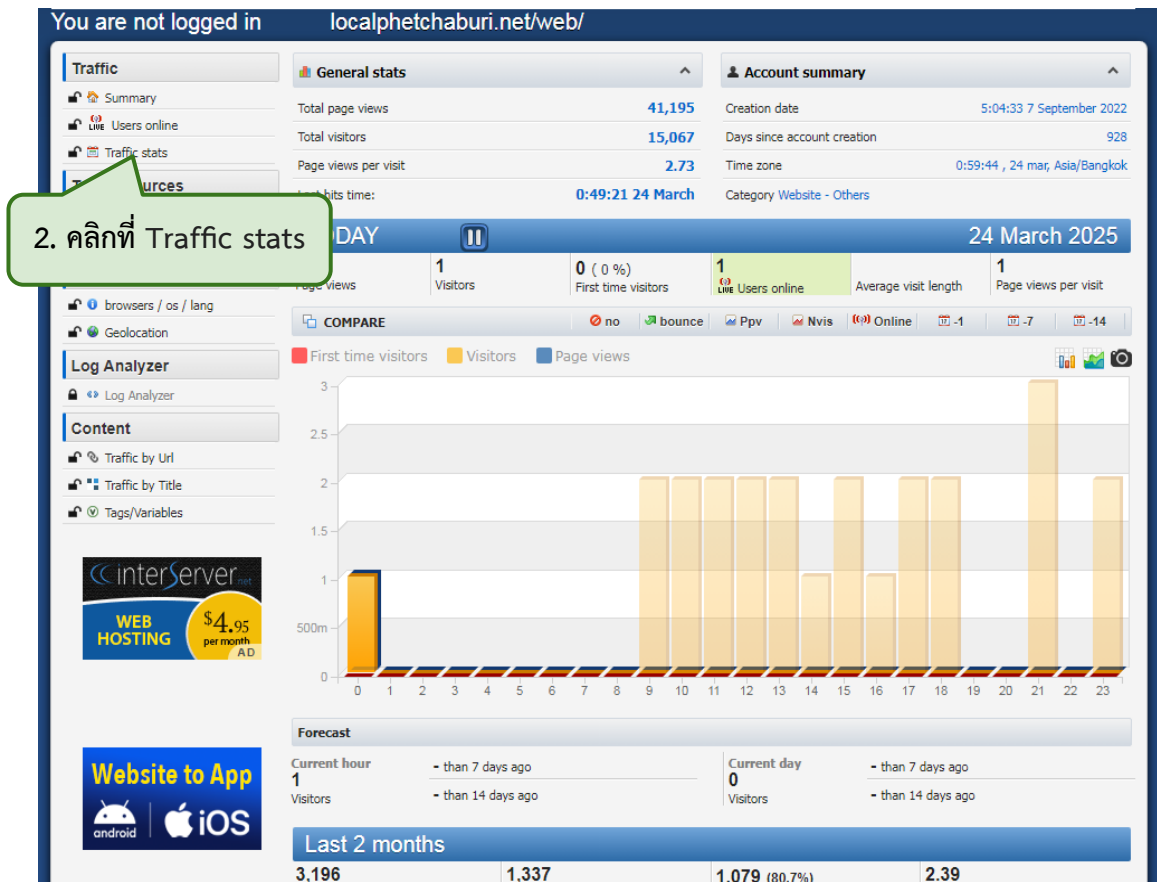 You are not logged in
localphetchaburi.net/web/
Traffic
Summary
LIVE Users online
Traffic stats
2. คลิกที่ Traffic stats
browsers / os / lang
Geolocation
Log Analyzer
Log Analyzer
Content
Traffic by Url
Traffic by Title
Tags/Variables
interServer.net
WEB HOSTING
$4.95
per month
AD
Website to App
android
iOS
General stats
Total page views 41,195
Total visitors 15,067
Page views per visit 2.73
hits time: 0:49:21 24 March
Account summary
Creation date 5:04:33 7 September 2022
Days since account creation 928
Time zone 0:59:44 , 24 mar, Asia/Bangkok
Category Website - Others
DAY 24 March 2025
views
1
Visitors
0 ( 0 %)
First time visitors
1
LIVE Users online
Average visit length
1
Page views per visit
COMPARE no bounce Ppv Nvis Online -1 -7 -14
First time visitors Visitors Page views
3
2.5
2
1.5
1
500m
0
0 1 2 3 4 5 6 7 8 9 10 11 12 13 14 15 16 17 18 19 20 21 22 23
Forecast
Current hour
1
Visitors
- than 7 days ago
- than 14 days ago
Current day
0
Visitors
- than 7 days ago
- than 14 days ago
Last 2 months
3,196 1,337 1,079 (80.7%) 2.39